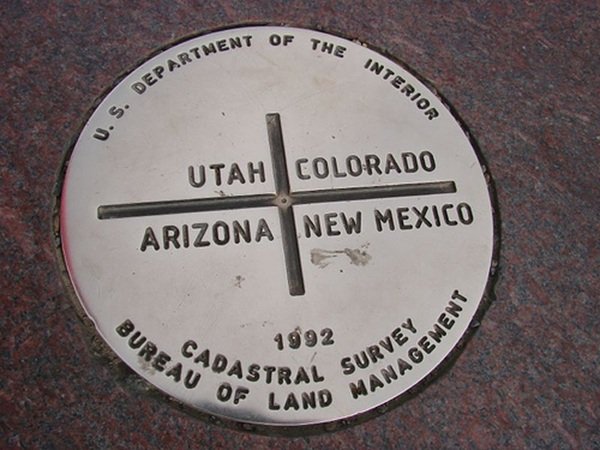 U.S. DEPARTMENT OF THE INTERIOR
UTAH COLORADO
ARIZONA NEW MEXICO
1992
CADASTRAL SURVEY
BUREAU OF LAND MANAGEMENT